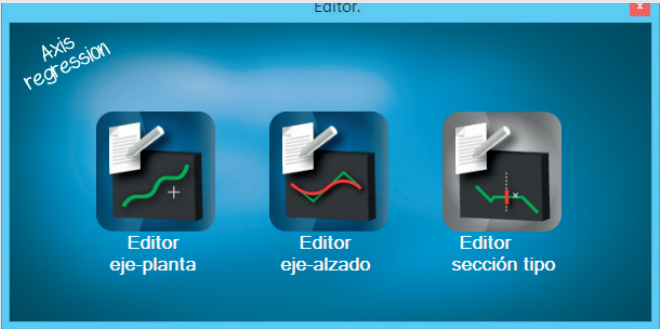 Editor.
x
Axis
regression
Editor
eje-planta
Editor
eje-alzado
Editor
sección tipo